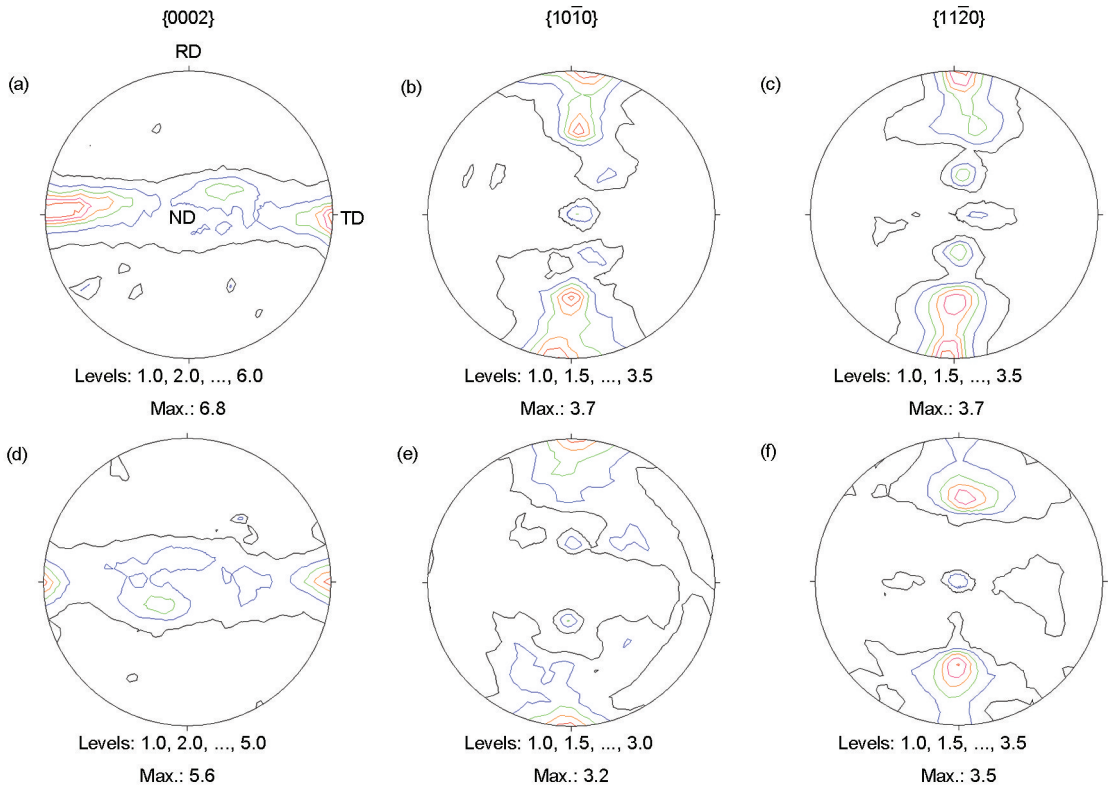 {0002} {101̄0} {112̄0}
RD
(a) (b) (c)
ND TD
Levels: 1.0, 2.0, ..., 6.0 Levels: 1.0, 1.5, ..., 3.5 Levels: 1.0, 1.5, ..., 3.5
Max.: 6.8 Max.: 3.7 Max.: 3.7
(d) (e) (f)
Levels: 1.0, 2.0, ..., 5.0 Levels: 1.0, 1.5, ..., 3.0 Levels: 1.0, 1.5, ..., 3.5
Max.: 5.6 Max.: 3.2 Max.: 3.5